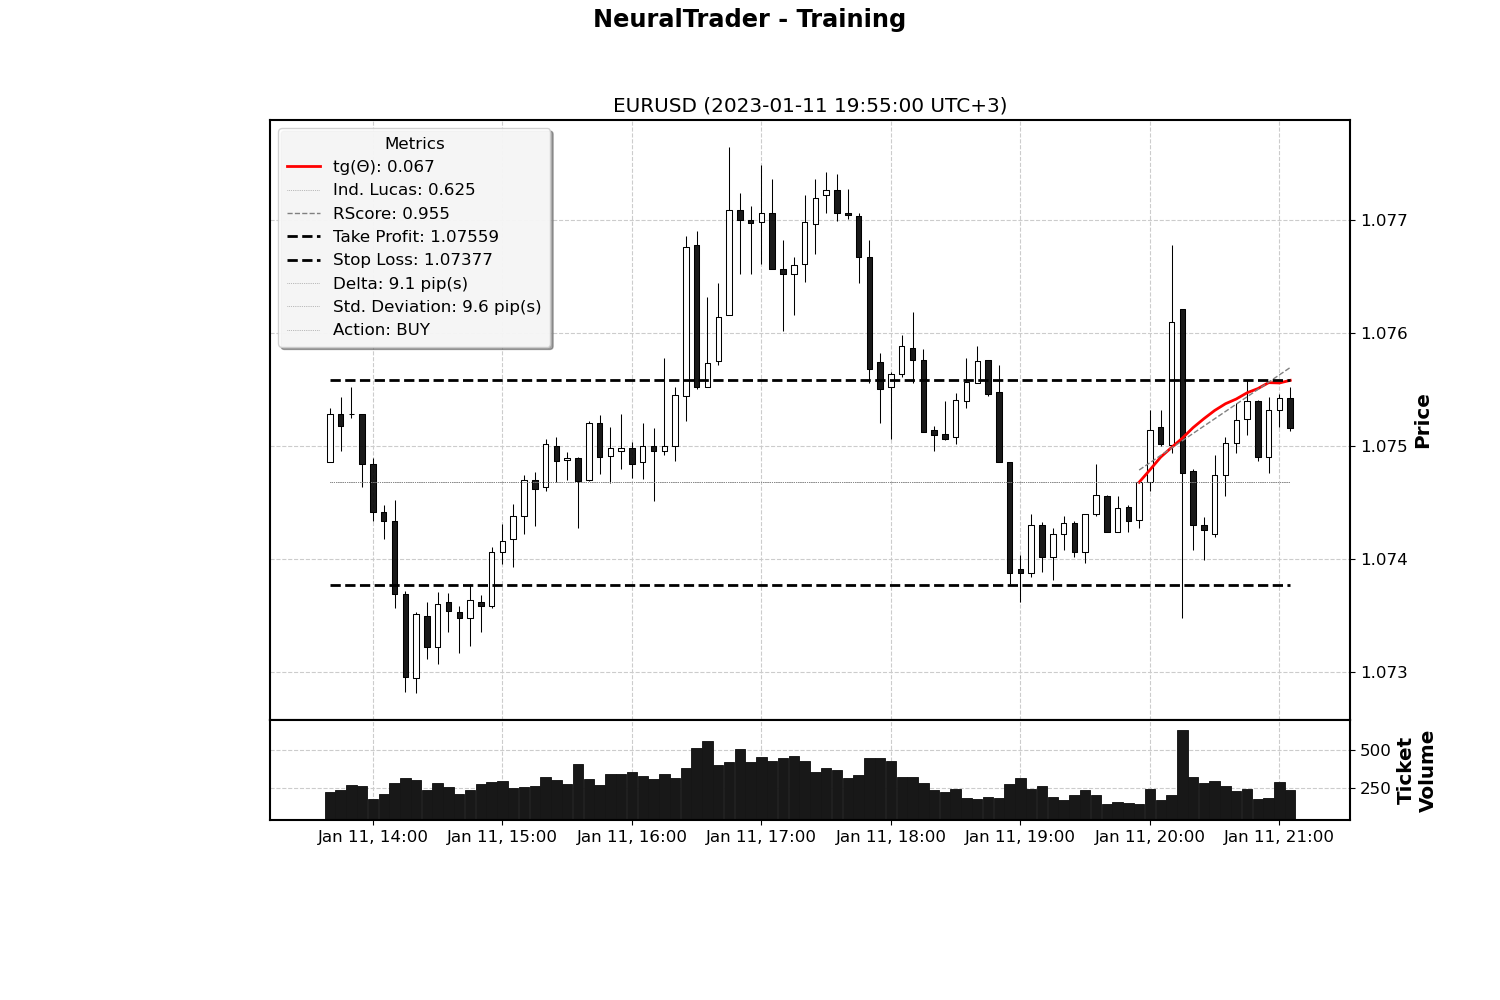 NeuralTrader - Training
EURUSD (2023-01-11 19:55:00 UTC+3)
Metrics
tg(Θ): 0.067
Ind. Lucas: 0.625
RScore: 0.955
Take Profit: 1.07559
Stop Loss: 1.07377
Delta: 9.1 pip(s)
Std. Deviation: 9.6 pip(s)
Action: BUY
1.077
1.076
1.075
1.074
1.073
Price
500
250
Ticket
Volume
Jan 11, 14:00
Jan 11, 15:00
Jan 11, 16:00
Jan 11, 17:00
Jan 11, 18:00
Jan 11, 19:00
Jan 11, 20:00
Jan 11, 21:00